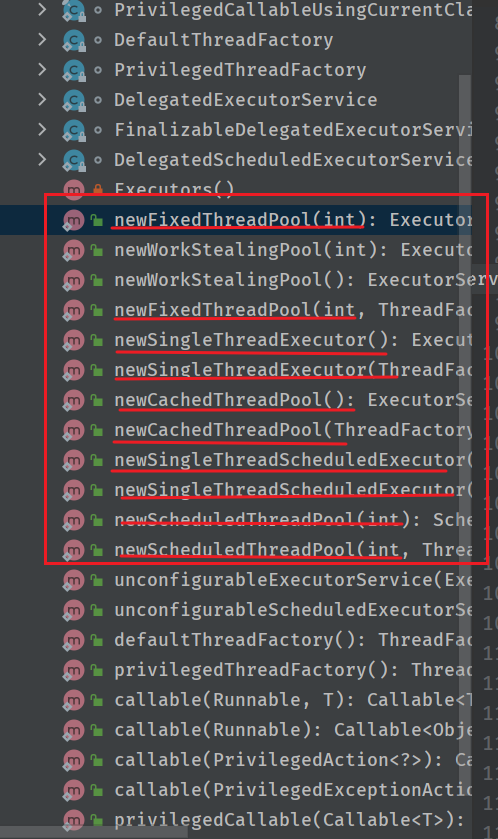 PrivilegedCallableUsingCurrentCla
DefaultThreadFactory
PrivilegedThreadFactory
DelegatedExecutorService
FinalizableDelegatedExecutorServi
DelegatedScheduledExecutorService
Executors()
newFixedThreadPool(int): Executor
newWorkStealingPool(int): Executo
newWorkStealingPool(): ExecutorServ
newFixedThreadPool(int, ThreadFac
newSingleThreadExecutor(): Execut
newSingleThreadExecutor(ThreadFac
newCachedThreadPool(): ExecutorSe
newCachedThreadPool(ThreadFactory
newSingleThreadScheduledExecutor(
newSingleThreadScheduledExecutor(
newScheduledThreadPool(int): Sche
newScheduledThreadPool(int, Threa
unconfigurableExecutorService(Exe
unconfigurableScheduledExecutorSe
defaultThreadFactory(): ThreadFac
privilegedThreadFactory(): Thread
callable(Runnable, T): Callable<T
callable(Runnable): Callable<Obje
callable(PrivilegedAction<?>): Ca
callable(PrivilegedExceptionActio
privilegedCallable(Callable<T>):